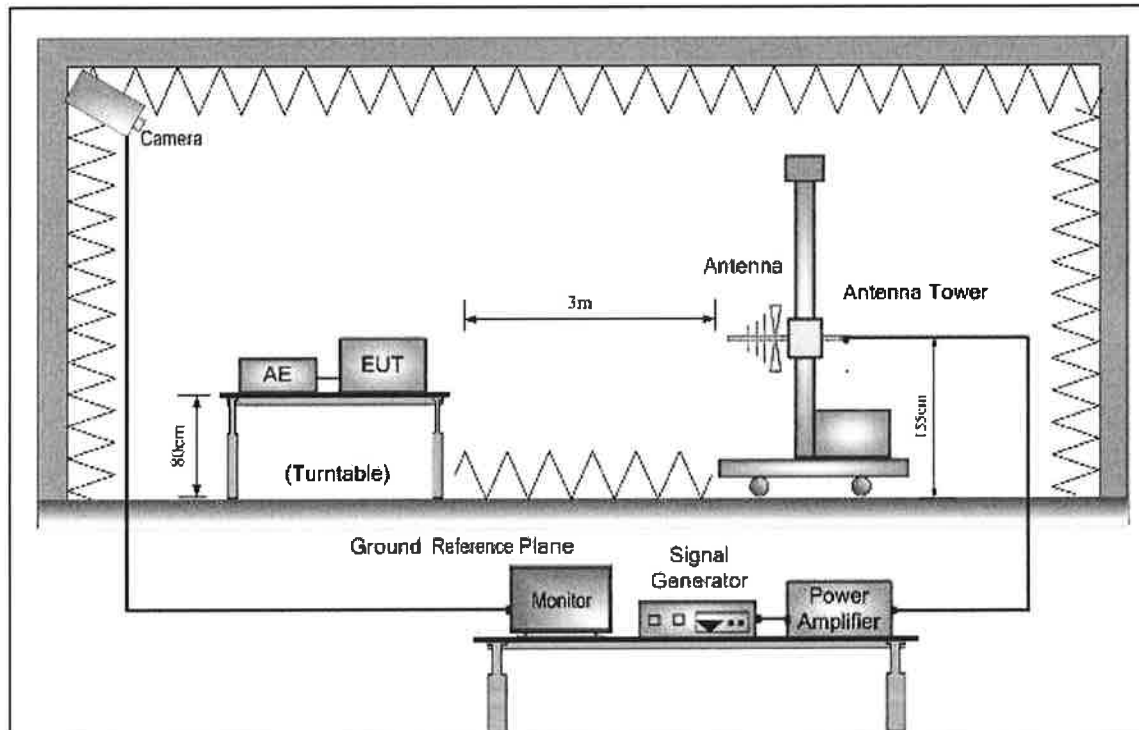 Camera
Antenna
3m
Antenna Tower
AE
EUT
80cm
155cm
(Turntable)
Ground Reference Plane
Signal
Generator
Monitor
Power
Amplifier